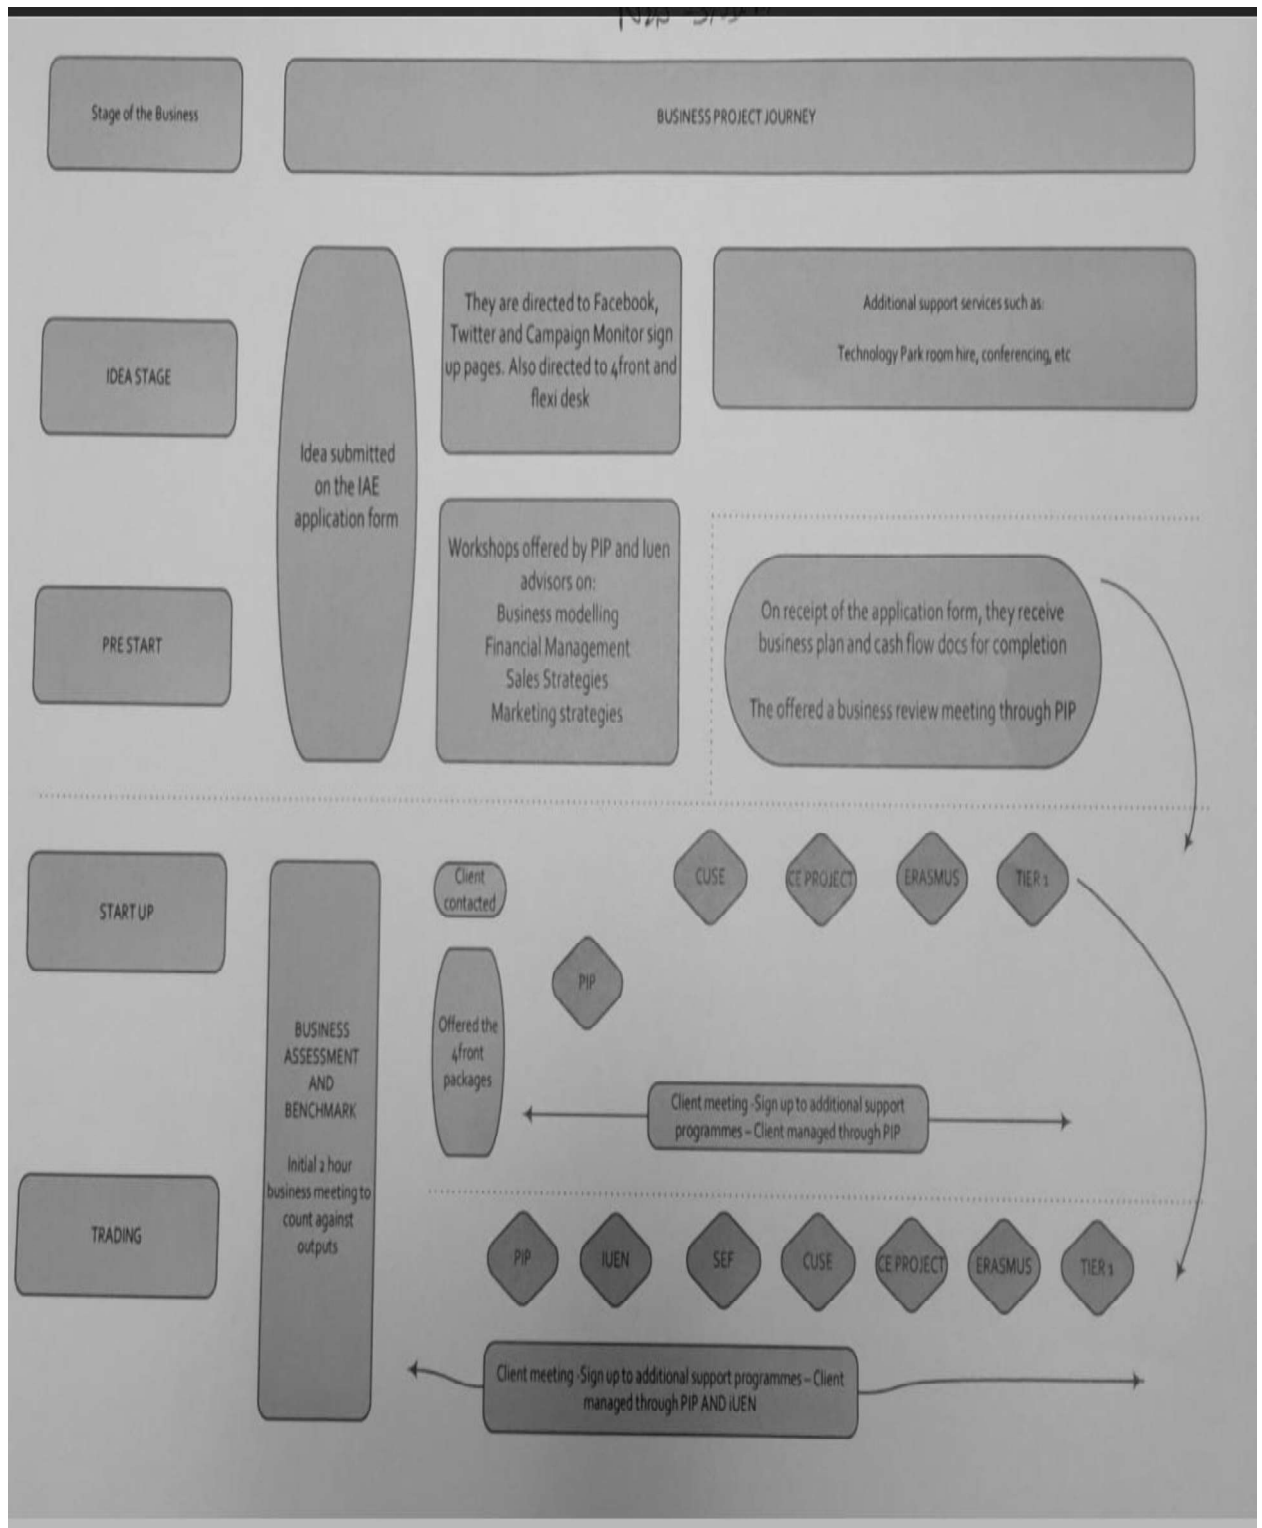 Stage of the Business
BUSINESS PROJECT JOURNEY
IDEA STAGE
Idea submitted
on the IAE
application form
They are directed to Facebook,
Twitter and Campaign Monitor sign
up pages. Also directed to 4front and
flexi desk
Additional support services such as:
Technology Park room hire, conferencing, etc
PRE START
Workshops offered by PIP and Iuen
advisors on:
Business modelling
Financial Management
Sales Strategies
Marketing strategies
On receipt of the application form, they receive
business plan and cash flow docs for completion
The offered a business review meeting through PIP
START UP
BUSINESS
ASSESSMENT
AND
BENCHMARK
Initial 2 hour
business meeting to
count against
outputs
Client
contacted
Offered the
4front
packages
PIP
CUSE
CE PROJECT
ERASMUS
TIER 1
Client meeting -Sign up to additional support
programmes – Client managed through PIP
TRADING
PIP
IUEN
SEF
CUSE
CE PROJECT
ERASMUS
TIER 1
Client meeting -Sign up to additional support programmes – Client
managed through PIP AND iUEN